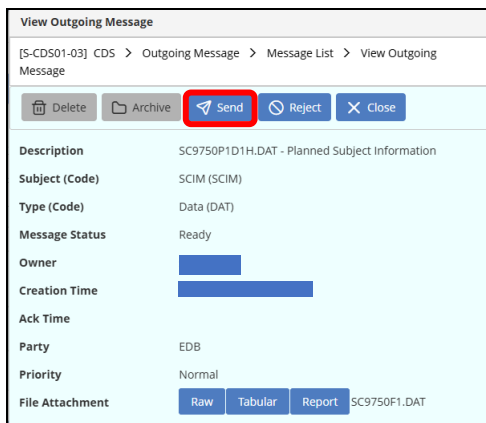 View Outgoing Message
[S-CDS01-03] CDS > Outgoing Message > Message List > View Outgoing
Message
Delete Archive Send Reject Close
Description SC9750P1D1H.DAT - Planned Subject Information
Subject (Code) SCIM (SCIM)
Type (Code) Data (DAT)
Message Status Ready
Owner
Creation Time
Ack Time
Party EDB
Priority Normal
File Attachment Raw Tabular Report SC9750F1.DAT